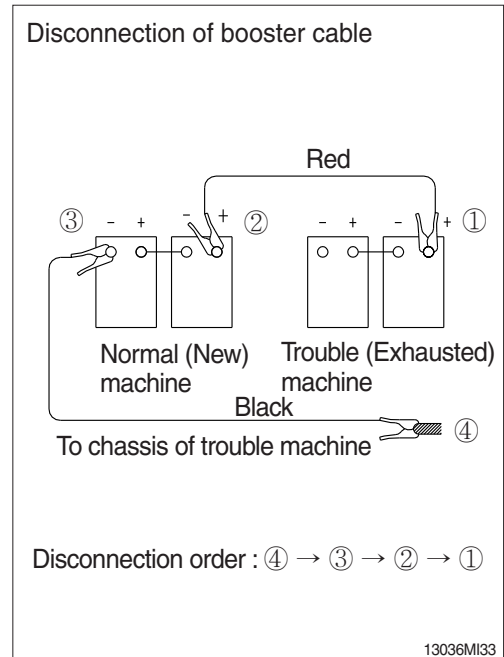 Disconnection of booster cable
Red
③ - + - + ② - + - + ①
Normal (New)
machine
Trouble (Exhausted)
machine
Black
To chassis of trouble machine
④
Disconnection order : ④ → ③ → ② → ①
13036MI33